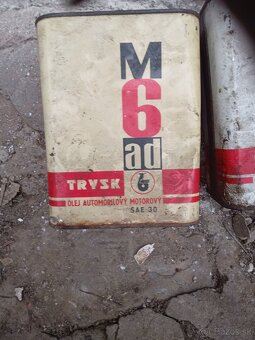 M
6
ad
TRYSK
OLEJ AUTOMOBILOVÝ MOTOROVÝ
SAE 30